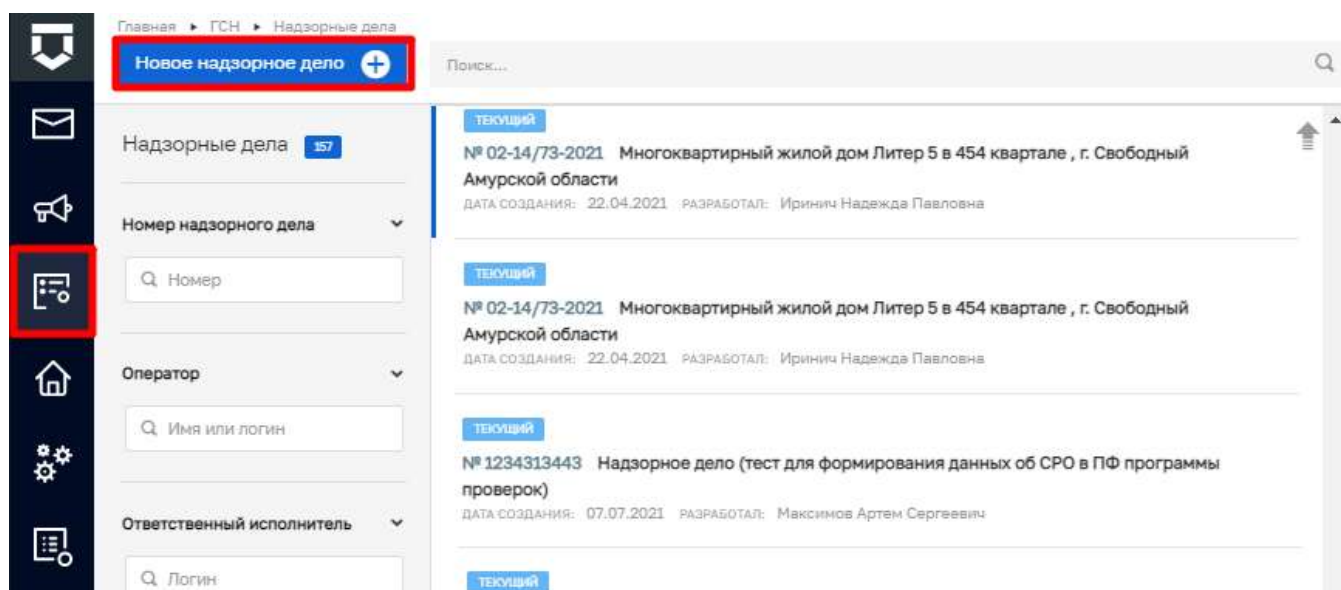 Главная ▸ ГСН ▸ Надзорные дела
Новое надзорное дело
Поиск...
Надзорные дела 157
Номер надзорного дела
Номер
Оператор
Имя или логин
Ответственный исполнитель
Логин
ТЕКУЩИЙ
№ 02-14/73-2021 Многоквартирный жилой дом Литер 5 в 454 квартале , г. Свободный
Амурской области
ДАТА СОЗДАНИЯ: 22.04.2021 РАЗРАБОТАЛ: Иринич Надежда Павловна
ТЕКУЩИЙ
№ 02-14/73-2021 Многоквартирный жилой дом Литер 5 в 454 квартале , г. Свободный
Амурской области
ДАТА СОЗДАНИЯ: 22.04.2021 РАЗРАБОТАЛ: Иринич Надежда Павловна
ТЕКУЩИЙ
№ 1234313443 Надзорное дело (тест для формирования данных об СРО в ПФ программы
проверок)
ДАТА СОЗДАНИЯ: 07.07.2021 РАЗРАБОТАЛ: Максимов Артем Сергеевич
ТЕКУЩИЙ